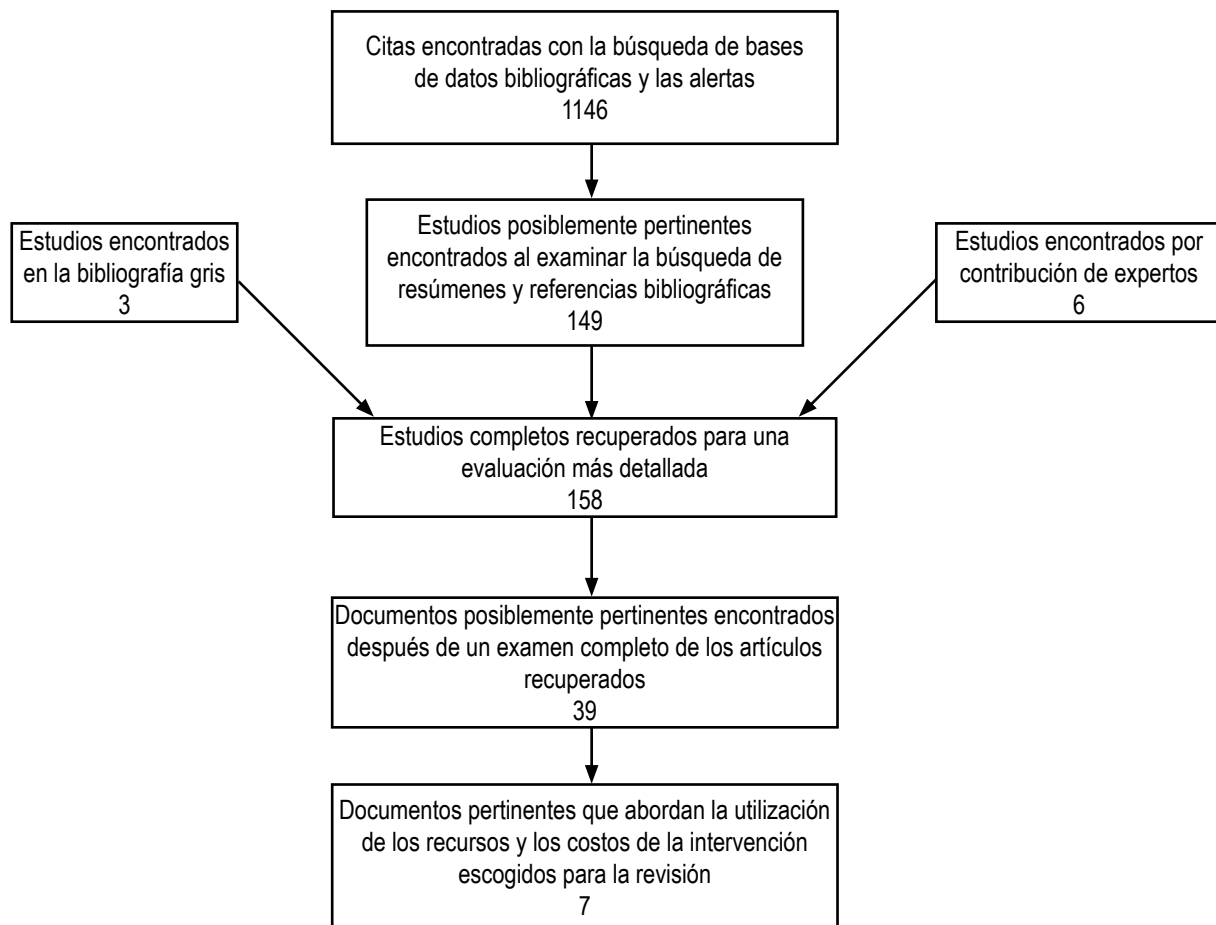 Citas encontradas con la búsqueda de bases
de datos bibliográficas y las alertas
1146
Estudios posiblemente pertinentes
encontrados al examinar la búsqueda de
resúmenes y referencias bibliográficas
149
Estudios encontrados
en la bibliografía gris
3
Estudios encontrados por
contribución de expertos
6
Estudios completos recuperados para una
evaluación más detallada
158
Documentos posiblemente pertinentes encontrados
después de un examen completo de los artículos
recuperados
39
Documentos pertinentes que abordan la utilización
de los recursos y los costos de la intervención
escogidos para la revisión
7